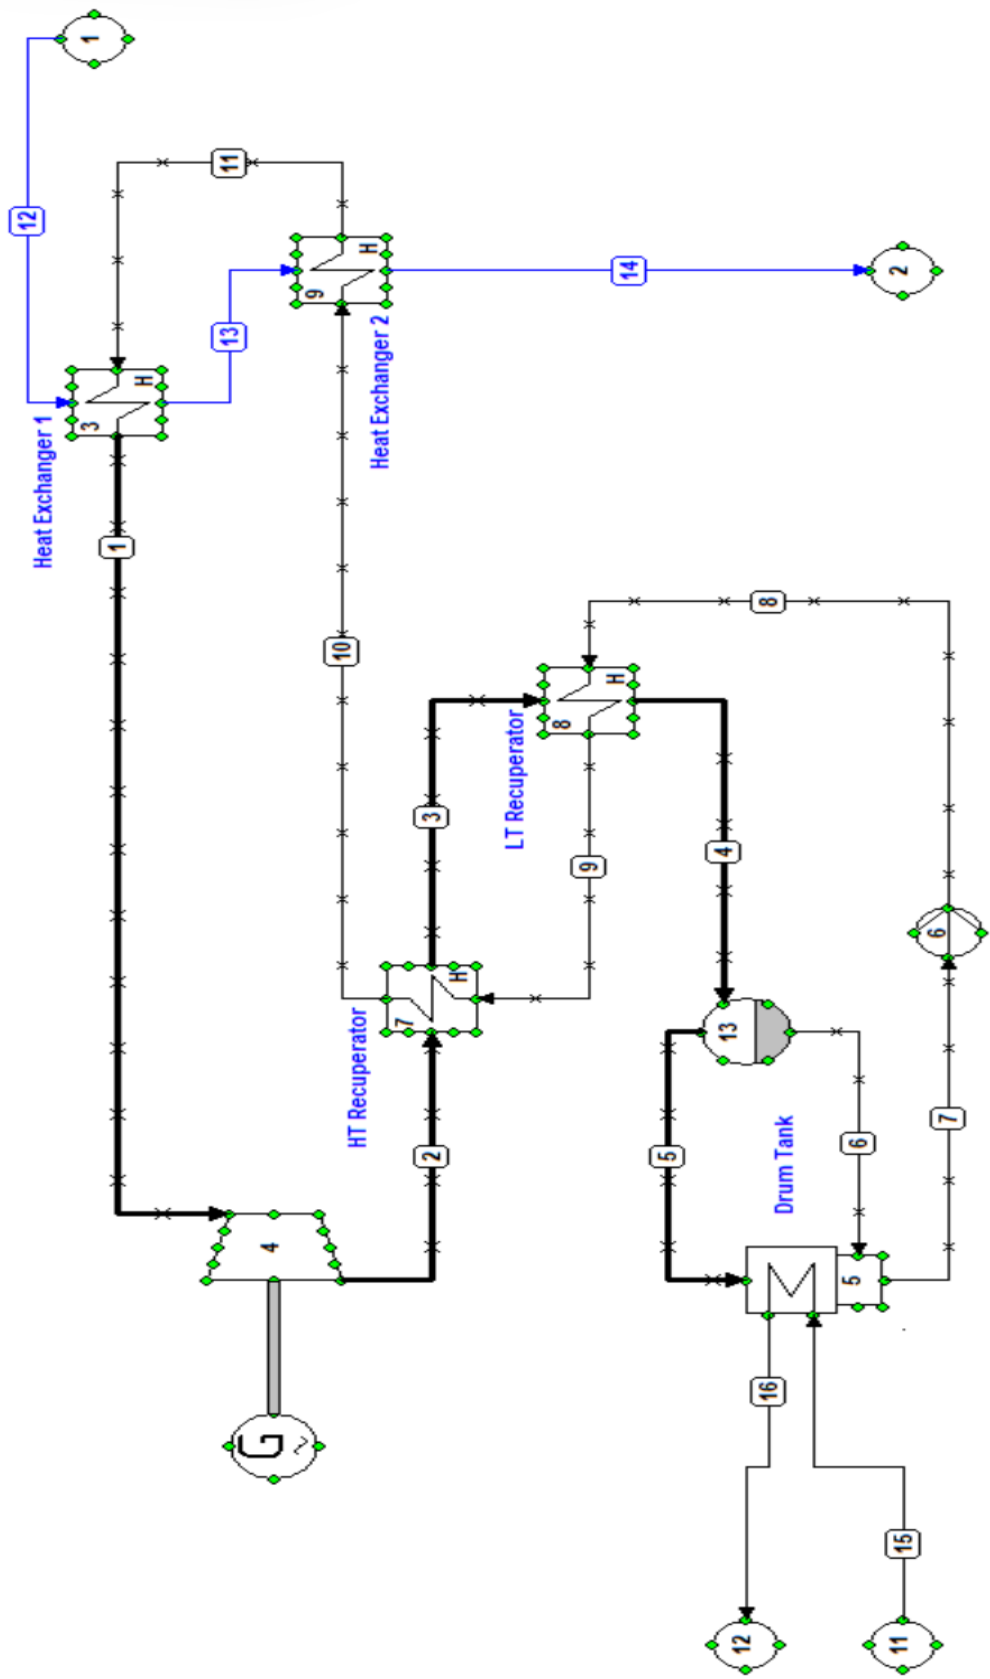 12
Heat Exchanger 1
3
1
1
H
13
11
G
~
4
9
10
HT Recuperator
H
Heat Exchanger 2
7
2
3
H
LT Recuperator
8
9
H
14
5
13
4
12
16
8
Drum Tank
5
6
11
15
2
6
7